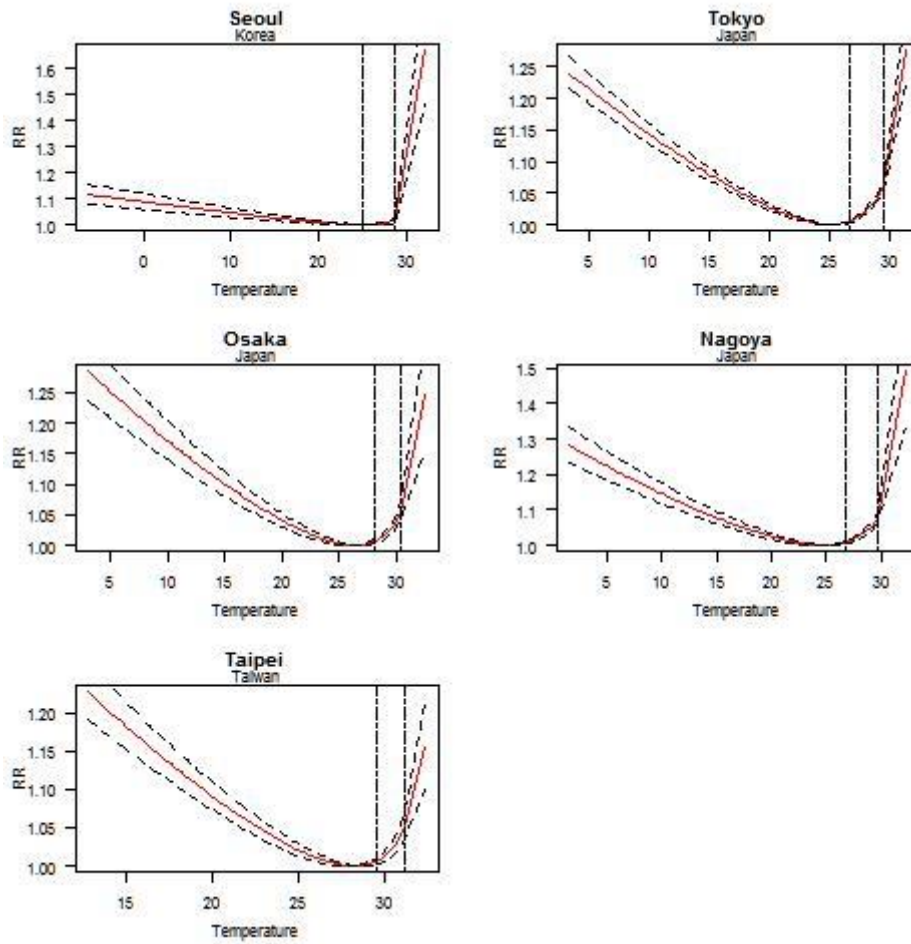 Seoul
Korea
RR
1.6
1.5
1.4
1.3
1.2
1.1
1.0
0 10 20 30
Temperature
Tokyo
Japan
RR
1.25
1.20
1.15
1.10
1.05
1.00
5 10 15 20 25 30
Temperature
Osaka
Japan
RR
1.25
1.20
1.15
1.10
1.05
1.00
5 10 15 20 25 30
Temperature
Nagoya
Japan
RR
1.5
1.4
1.3
1.2
1.1
1.0
5 10 15 20 25 30
Temperature
Taipei
Taiwan
RR
1.20
1.15
1.10
1.05
1.00
15 20 25 30
Temperature